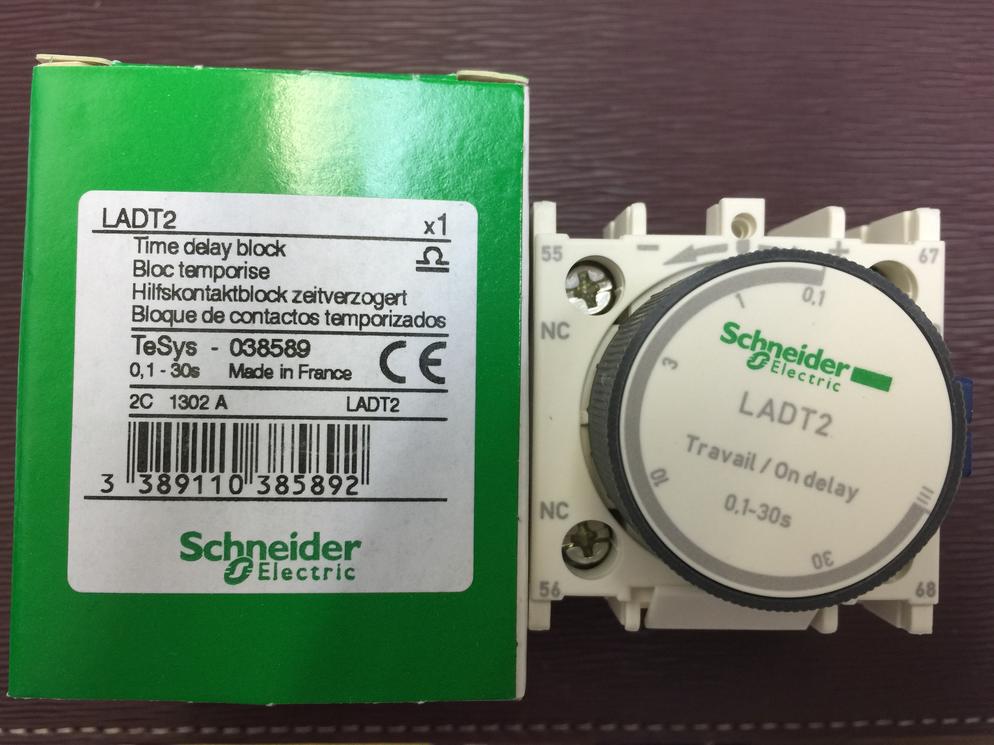 LADT2 x1
Time delay block
Bloc temporise
Hilfskontaktblock zeitverzogert
Bloque de contactos temporizados
TeSys - 038589
0,1 - 30s Made in France
CE
2C 1302 A LADT2
3 389110 385892
Schneider
Electric
55 - + 67
NC
NC
56 68
0,1
1
3
10
30
Schneider
Electric
LADT2
Travail / On delay
0,1-30s